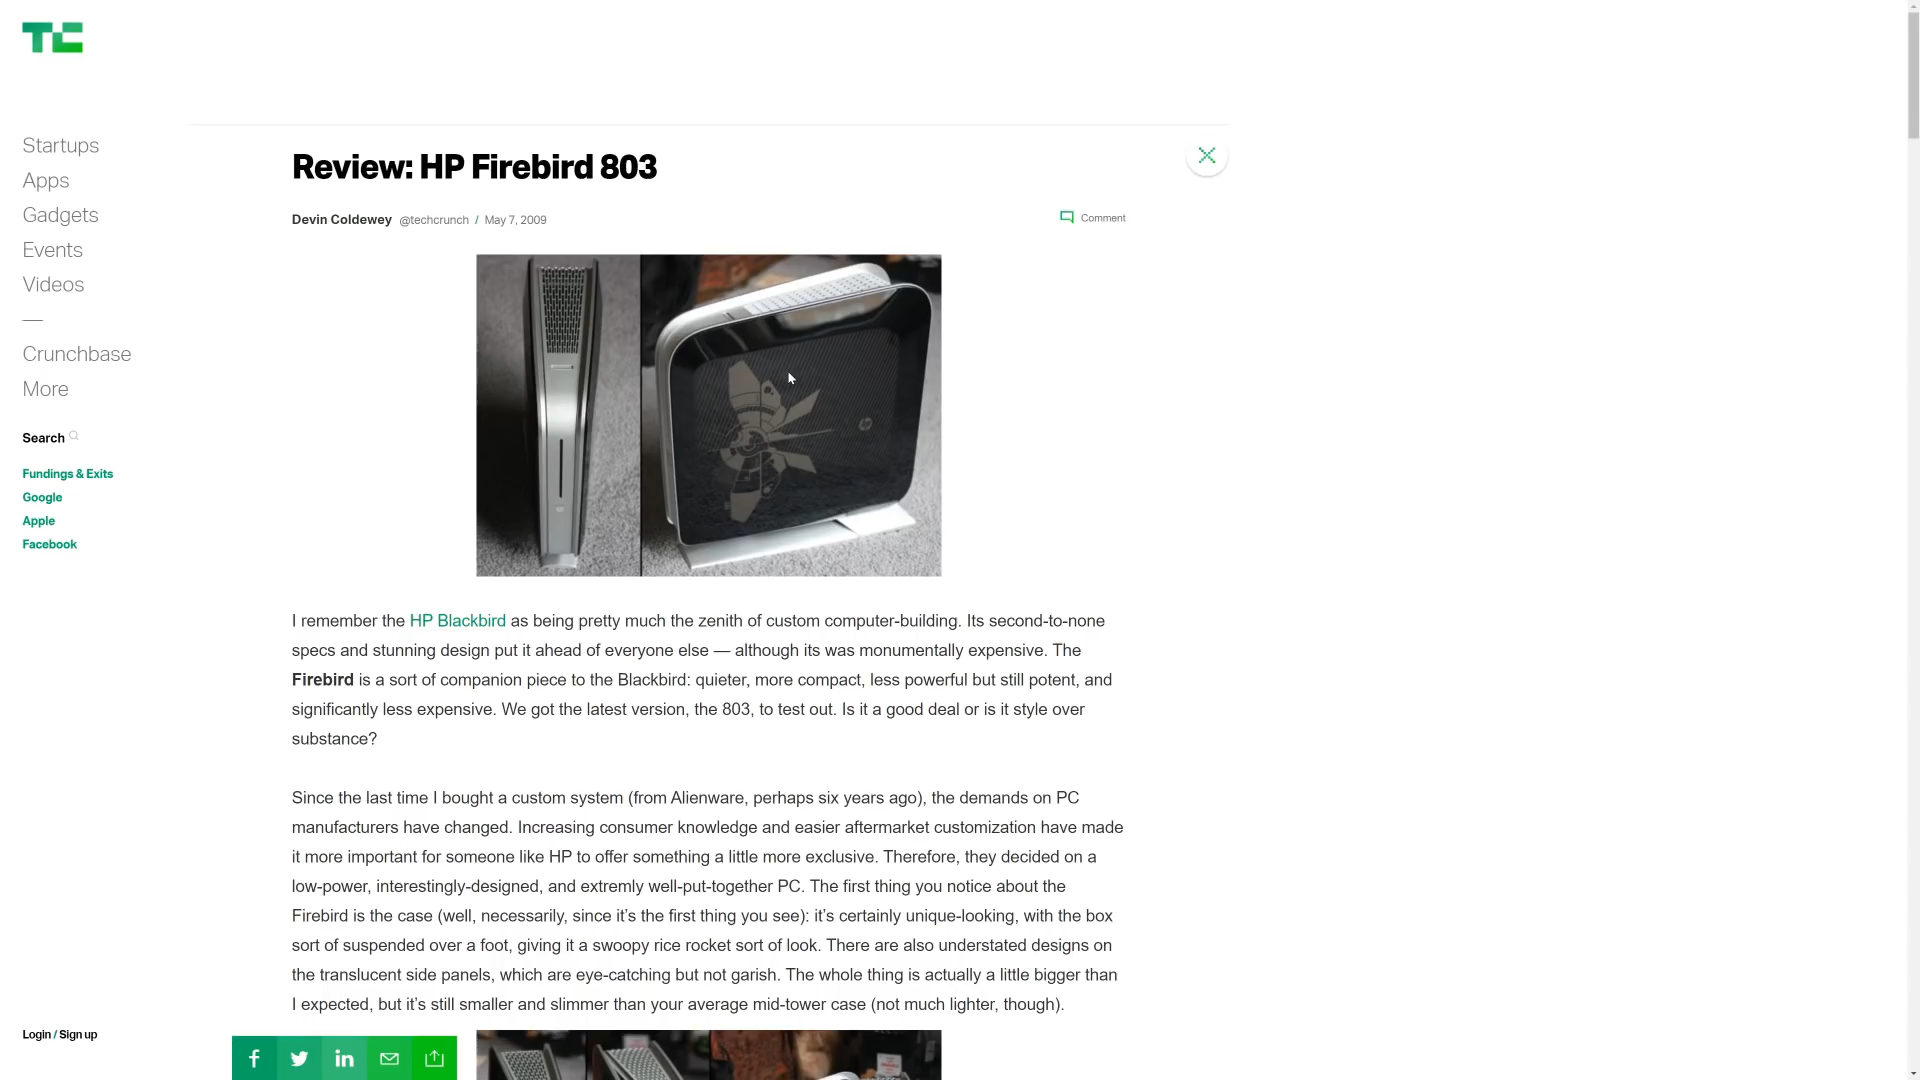 TC
Startups
Apps
Gadgets
Events
Videos
—
Crunchbase
More
Search
Fundings & Exits
Google
Apple
Facebook
Login / Sign up
Review: HP Firebird 803
Devin Coldewey @techcrunch / May 7, 2009
Comment
I remember the HP Blackbird as being pretty much the zenith of custom computer-building. Its second-to-none
specs and stunning design put it ahead of everyone else — although its was monumentally expensive. The
Firebird is a sort of companion piece to the Blackbird: quieter, more compact, less powerful but still potent, and
significantly less expensive. We got the latest version, the 803, to test out. Is it a good deal or is it style over
substance?
Since the last time I bought a custom system (from Alienware, perhaps six years ago), the demands on PC
manufacturers have changed. Increasing consumer knowledge and easier aftermarket customization have made
it more important for someone like HP to offer something a little more exclusive. Therefore, they decided on a
low-power, interestingly-designed, and extremly well-put-together PC. The first thing you notice about the
Firebird is the case (well, necessarily, since it’s the first thing you see): it’s certainly unique-looking, with the box
sort of suspended over a foot, giving it a swoopy rice rocket sort of look. There are also understated designs on
the translucent side panels, which are eye-catching but not garish. The whole thing is actually a little bigger than
I expected, but it’s still smaller and slimmer than your average mid-tower case (not much lighter, though).